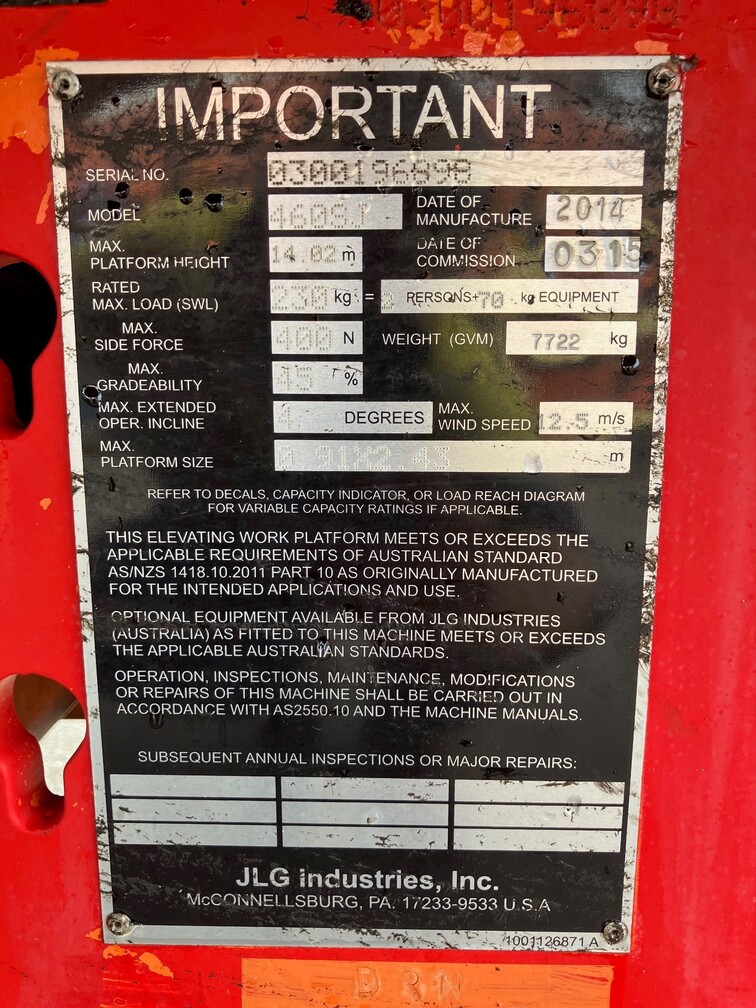 IMPORTANT
SERIAL NO. 0300196898
MODEL 460SJ
DATE OF MANUFACTURE 2014
MAX. PLATFORM HEIGHT 14.02 m
DATE OF COMMISSION 0315
RATED MAX. LOAD (SWL) 230 kg = 2 PERSONS+ 70 kg EQUIPMENT
MAX. SIDE FORCE 400 N
WEIGHT (GVM) 7722 kg
MAX. GRADEABILITY 45 %
MAX. EXTENDED OPER. INCLINE 4 DEGREES
MAX. WIND SPEED 12.5 m/s
MAX. PLATFORM SIZE 0.91X2.43 m
REFER TO DECALS, CAPACITY INDICATOR, OR LOAD REACH DIAGRAM
FOR VARIABLE CAPACITY RATINGS IF APPLICABLE.
THIS ELEVATING WORK PLATFORM MEETS OR EXCEEDS THE
APPLICABLE REQUIREMENTS OF AUSTRALIAN STANDARD
AS/NZS 1418.10.2011 PART 10 AS ORIGINALLY MANUFACTURED
FOR THE INTENDED APPLICATIONS AND USE.
OPTIONAL EQUIPMENT AVAILABLE FROM JLG INDUSTRIES
(AUSTRALIA) AS FITTED TO THIS MACHINE MEETS OR EXCEEDS
THE APPLICABLE AUSTRALIAN STANDARDS.
OPERATION, INSPECTIONS, MAINTENANCE, MODIFICATIONS
OR REPAIRS OF THIS MACHINE SHALL BE CARRIED OUT IN
ACCORDANCE WITH AS2550.10 AND THE MACHINE MANUALS.
SUBSEQUENT ANNUAL INSPECTIONS OR MAJOR REPAIRS:
JLG Industries, Inc.
McCONNELLSBURG, PA. 17233-9533 U.S.A
1001126871 A